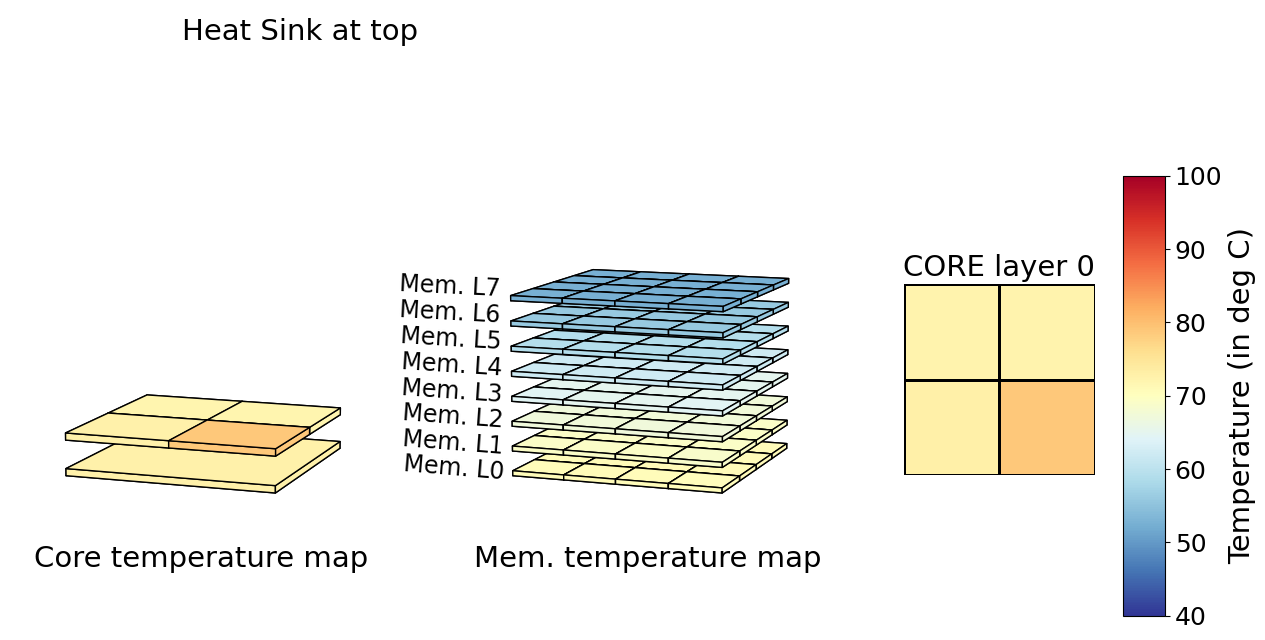 Heat Sink at top
Mem. L7
Mem. L6
Mem. L5
Mem. L4
Mem. L3
Mem. L2
Mem. L1
Mem. L0
Core temperature map
Mem. temperature map
CORE layer 0
100
90
80
70
60
50
40
Temperature (in deg C)